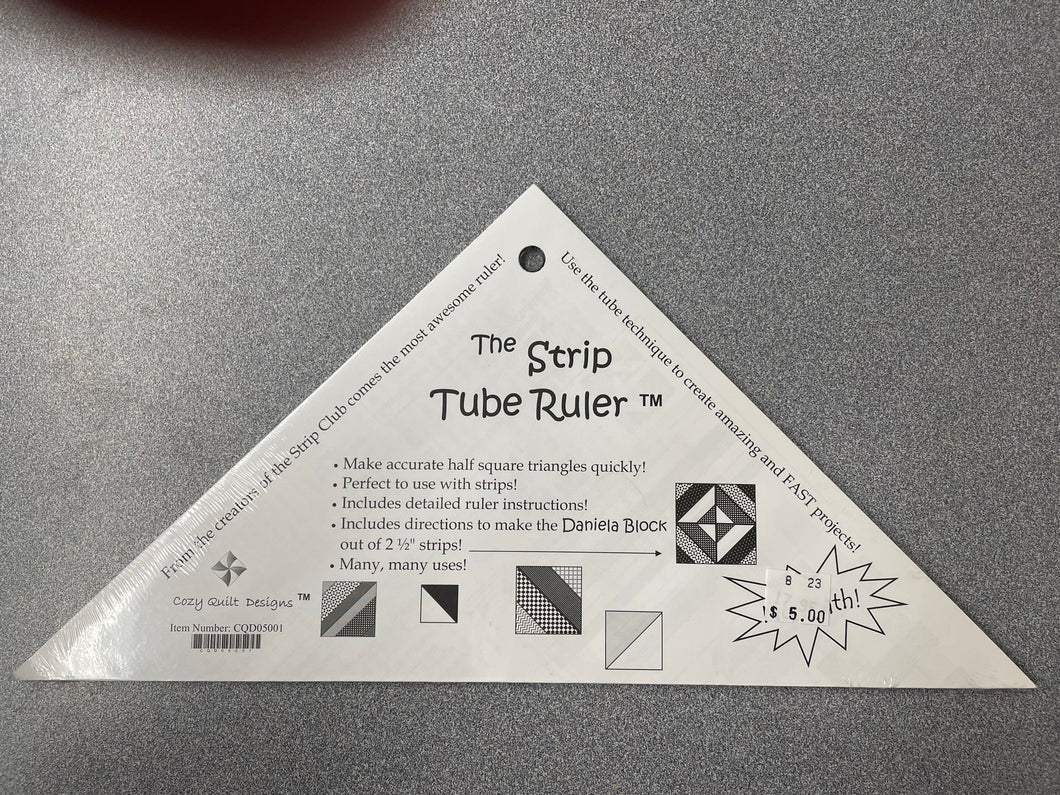 From the creators of the Strip Club comes the most awesome ruler!
Use the tube technique to create amazing and FAST projects!
The Strip
Tube Ruler ™
• Make accurate half square triangles quickly!
• Perfect to use with strips!
• Includes detailed ruler instructions!
• Includes directions to make the Daniela Block
out of 2 ½" strips!
• Many, many uses!
Cozy Quilt Designs ™
Item Number: CQD05001
CQD05001
8 23
$ 5.00